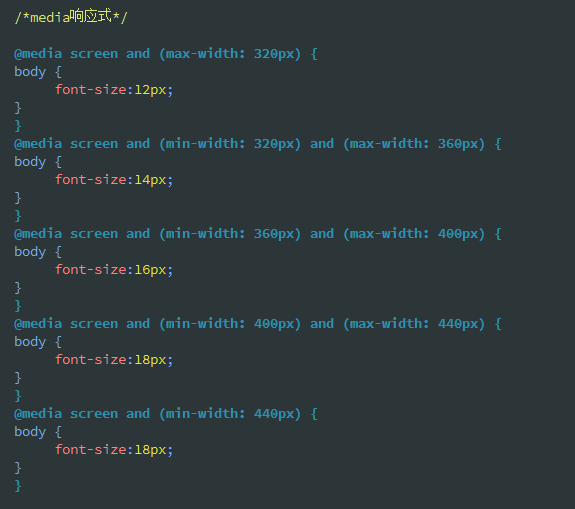 /*media响应式*/
@media screen and (max-width: 320px) {
body {
font-size:12px;
}
}
@media screen and (min-width: 320px) and (max-width: 360px) {
body {
font-size:14px;
}
}
@media screen and (min-width: 360px) and (max-width: 400px) {
body {
font-size:16px;
}
}
@media screen and (min-width: 400px) and (max-width: 440px) {
body {
font-size:18px;
}
}
@media screen and (min-width: 440px) {
body {
font-size:18px;
}
}